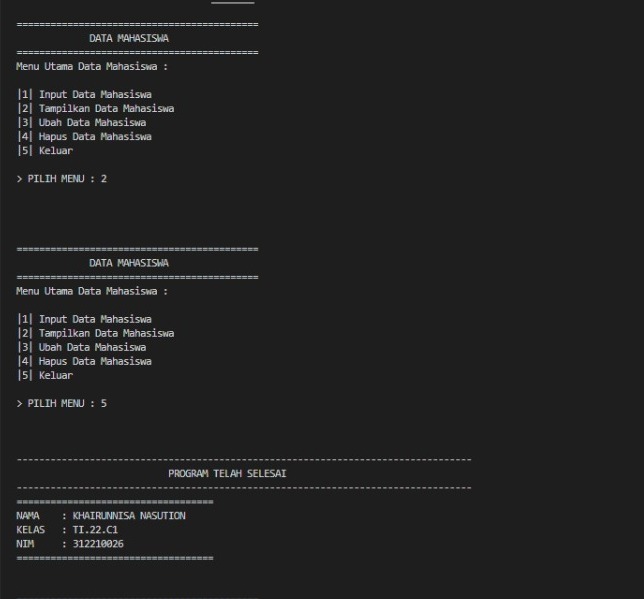 ===========================================
DATA MAHASISWA
===========================================
Menu Utama Data Mahasiswa :
|1| Input Data Mahasiswa
|2| Tampilkan Data Mahasiswa
|3| Ubah Data Mahasiswa
|4| Hapus Data Mahasiswa
|5| Keluar
> PILIH MENU : 2
===========================================
DATA MAHASISWA
===========================================
Menu Utama Data Mahasiswa :
|1| Input Data Mahasiswa
|2| Tampilkan Data Mahasiswa
|3| Ubah Data Mahasiswa
|4| Hapus Data Mahasiswa
|5| Keluar
> PILIH MENU : 5
---------------------------------------------------------------------------------
PROGRAM TELAH SELESAI
---------------------------------------------------------------------------------
===================================
NAMA : KHAIRUNNISA NASUTION
KELAS : TI.22.C1
NIM : 312210026
===================================